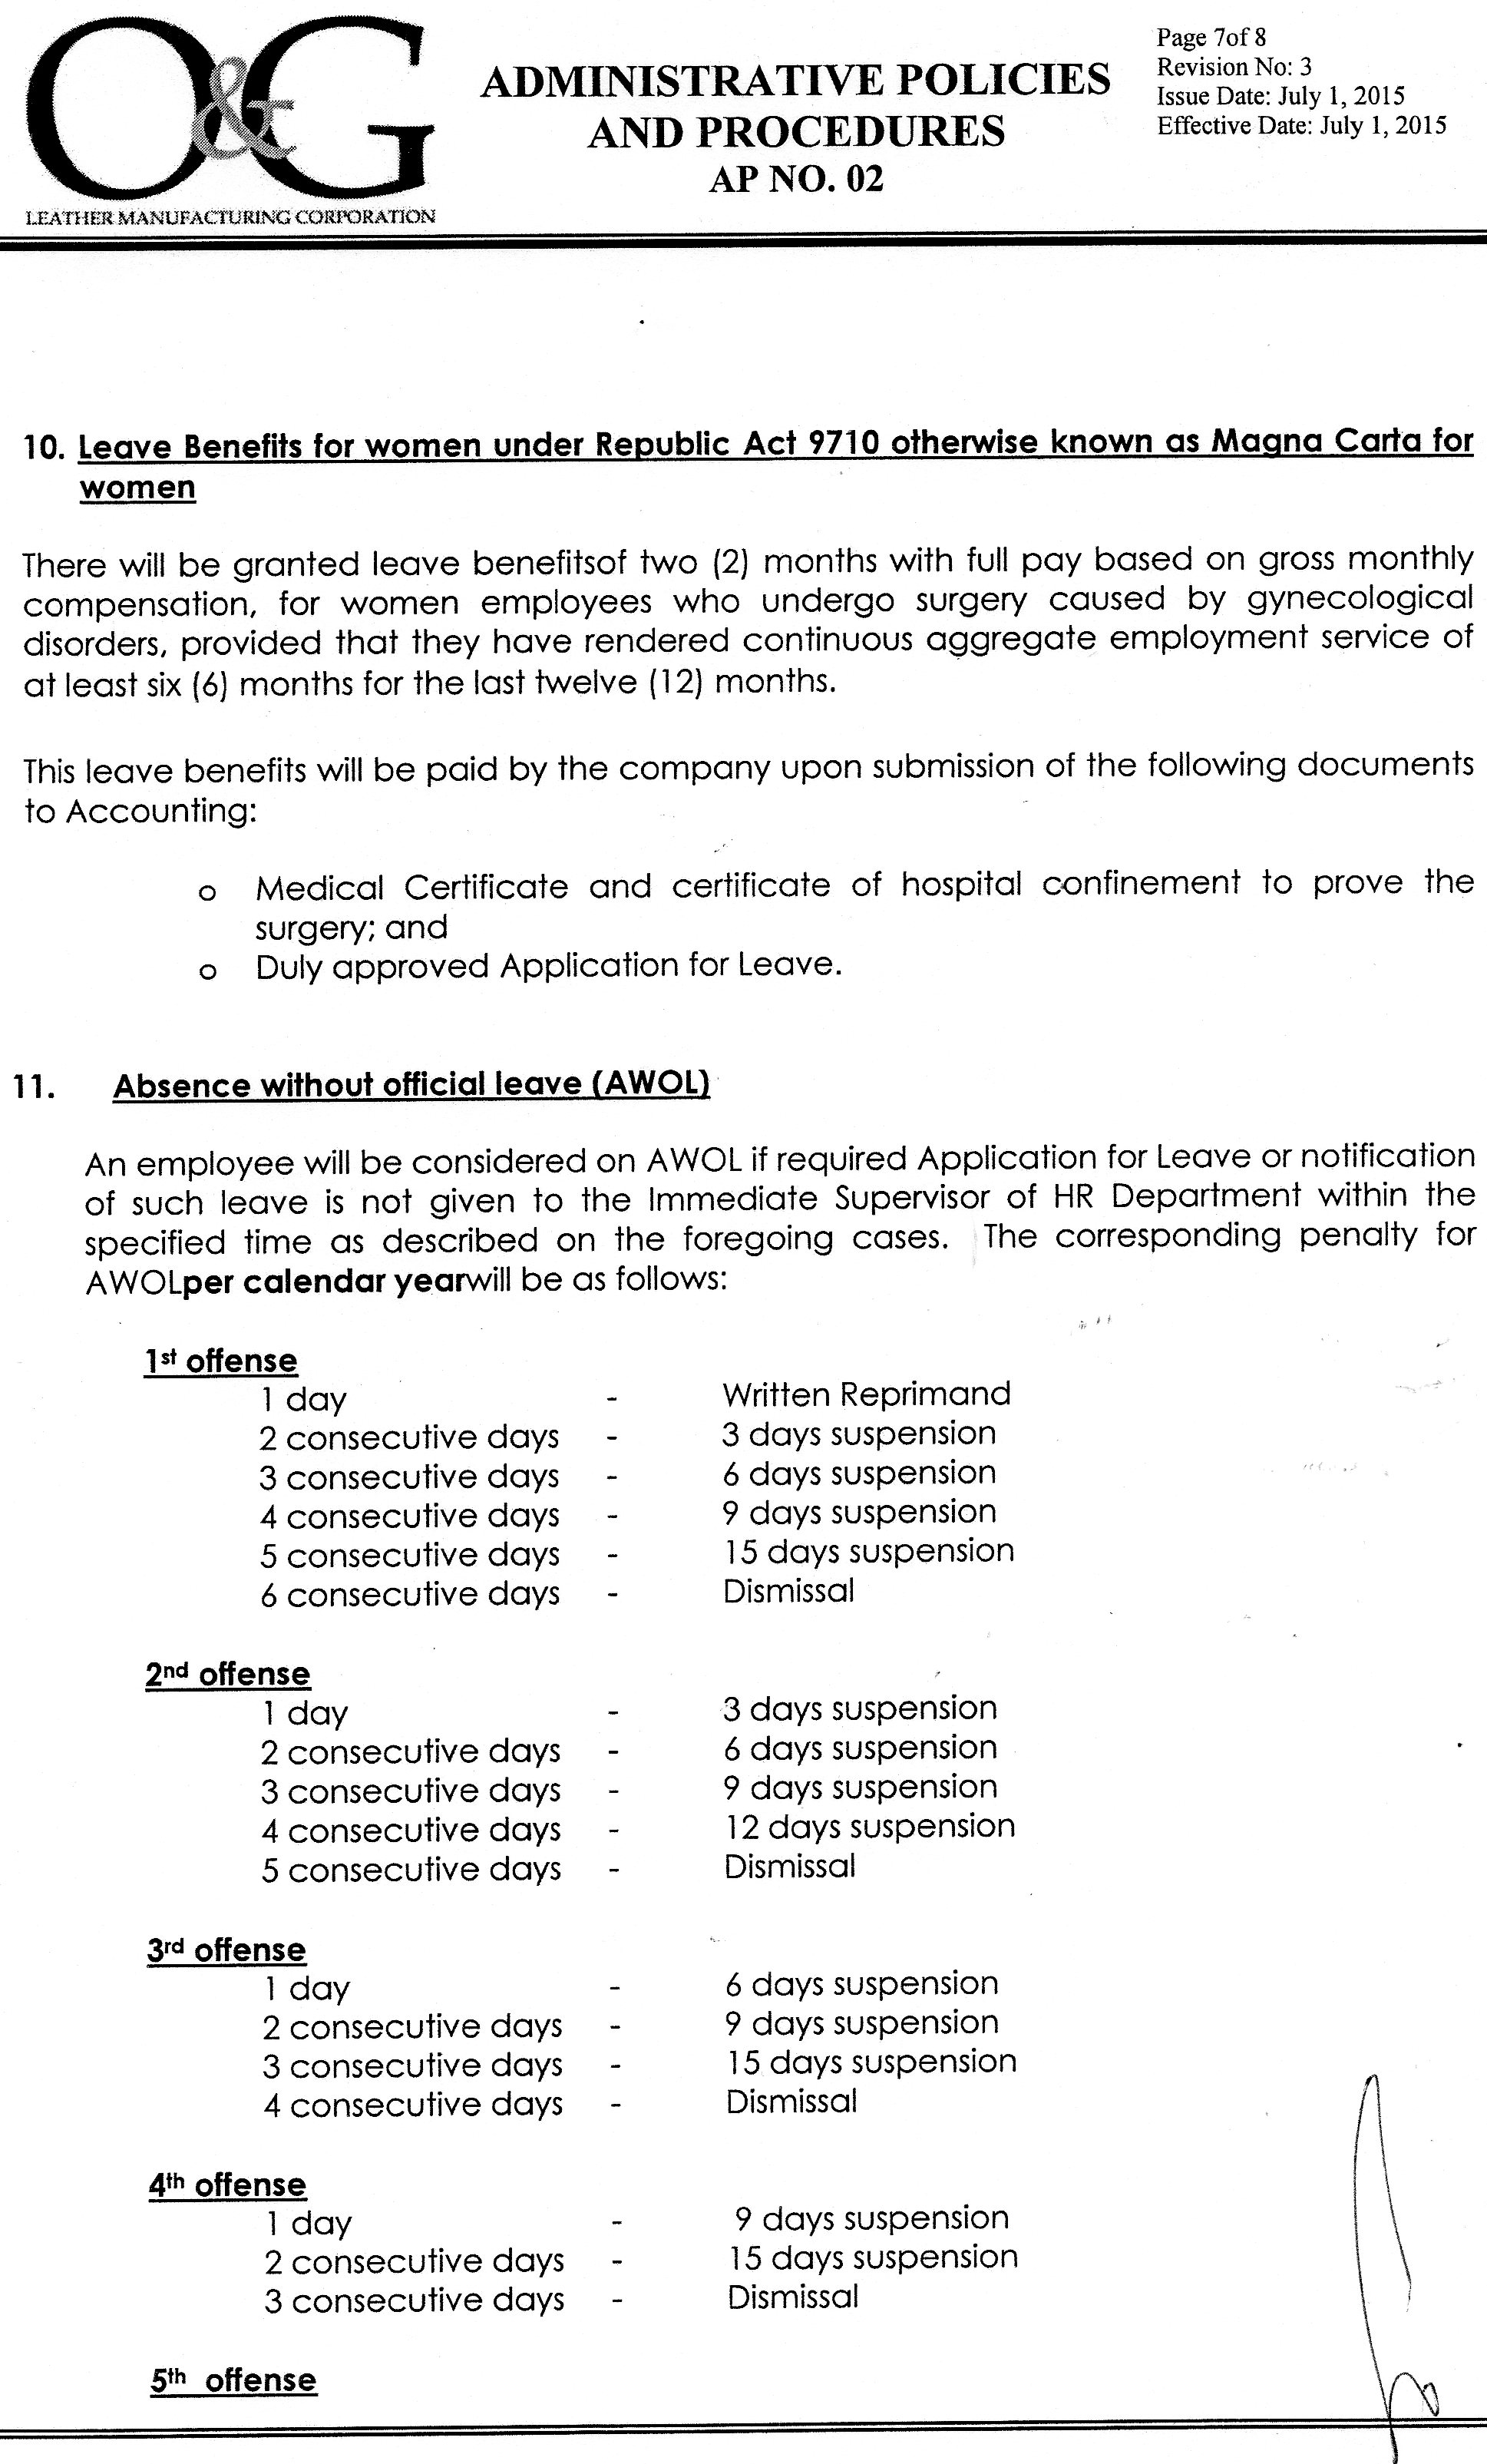 O&G
LEATHER MANUFACTURING CORPORATION
ADMINISTRATIVE POLICIES
AND PROCEDURES
AP NO. 02
Page 7of 8
Revision No: 3
Issue Date: July 1, 2015
Effective Date: July 1, 2015
10. Leave Benefits for women under Republic Act 9710 otherwise known as Magna Carta for
women
There will be granted leave benefitsof two (2) months with full pay based on gross monthly
compensation, for women employees who undergo surgery caused by gynecological
disorders, provided that they have rendered continuous aggregate employment service of
at least six (6) months for the last twelve (12) months.
This leave benefits will be paid by the company upon submission of the following documents
to Accounting:
o Medical Certificate and certificate of hospital confinement to prove the
surgery; and
o Duly approved Application for Leave.
11. Absence without official leave (AWOL)
An employee will be considered on AWOL if required Application for Leave or notification
of such leave is not given to the Immediate Supervisor of HR Department within the
specified time as described on the foregoing cases. The corresponding penalty for
AWOLper calendar yearwill be as follows:
1st offense
1 day - Written Reprimand
2 consecutive days - 3 days suspension
3 consecutive days - 6 days suspension
4 consecutive days - 9 days suspension
5 consecutive days - 15 days suspension
6 consecutive days - Dismissal
2nd offense
1 day - 3 days suspension
2 consecutive days - 6 days suspension
3 consecutive days - 9 days suspension
4 consecutive days - 12 days suspension
5 consecutive days - Dismissal
3rd offense
1 day - 6 days suspension
2 consecutive days - 9 days suspension
3 consecutive days - 15 days suspension
4 consecutive days - Dismissal
4th offense
1 day - 9 days suspension
2 consecutive days - 15 days suspension
3 consecutive days - Dismissal
5th offense